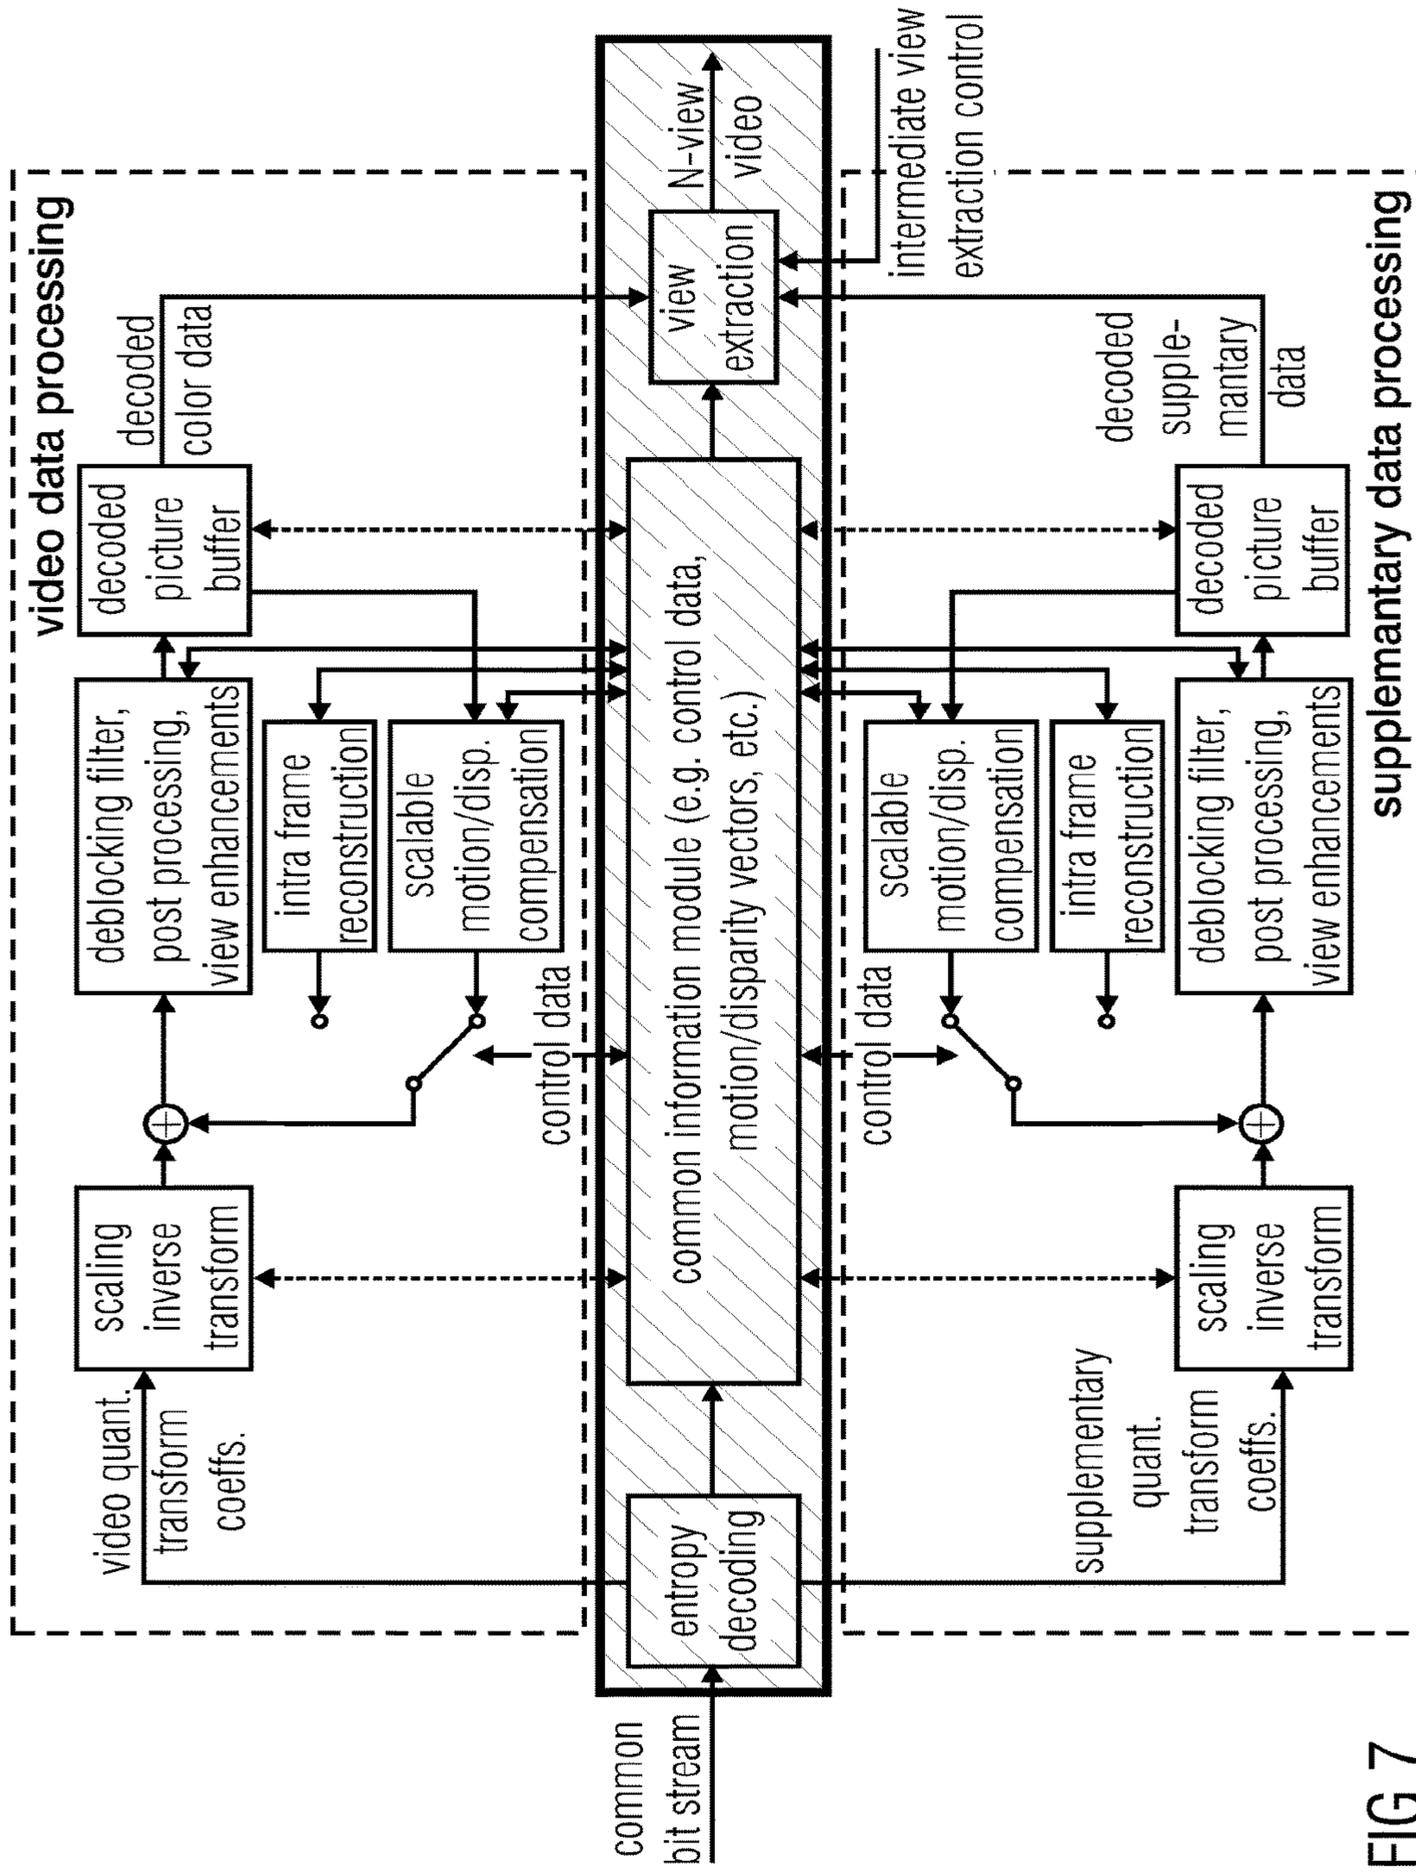 video data processing
video quant.
transform
coeffs.
scaling
inverse
transform
deblocking filter,
post processing,
view enhancements
decoded
picture
buffer
decoded
color data
intra frame
reconstruction
scalable
motion/disp.
compensation
control data
common
bit stream
entropy
decoding
common information module (e.g. control data,
motion/disparity vectors, etc.)
view
extraction
N-view
video
intermediate view
extraction control
control data
scalable
motion/disp.
compensation
intra frame
reconstruction
supplementary
quant.
transform
coeffs.
scaling
inverse
transform
deblocking filter,
post processing,
view enhancements
decoded
picture
buffer
decoded
supple-
mantary
data
supplemantary data processing
FIG 7